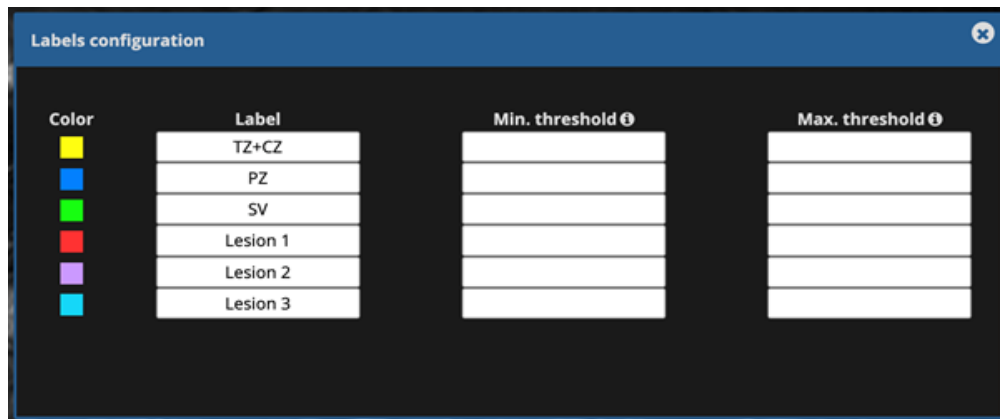 Labels configuration
Color Label Min. threshold Max. threshold
TZ+CZ
PZ
SV
Lesion 1
Lesion 2
Lesion 3